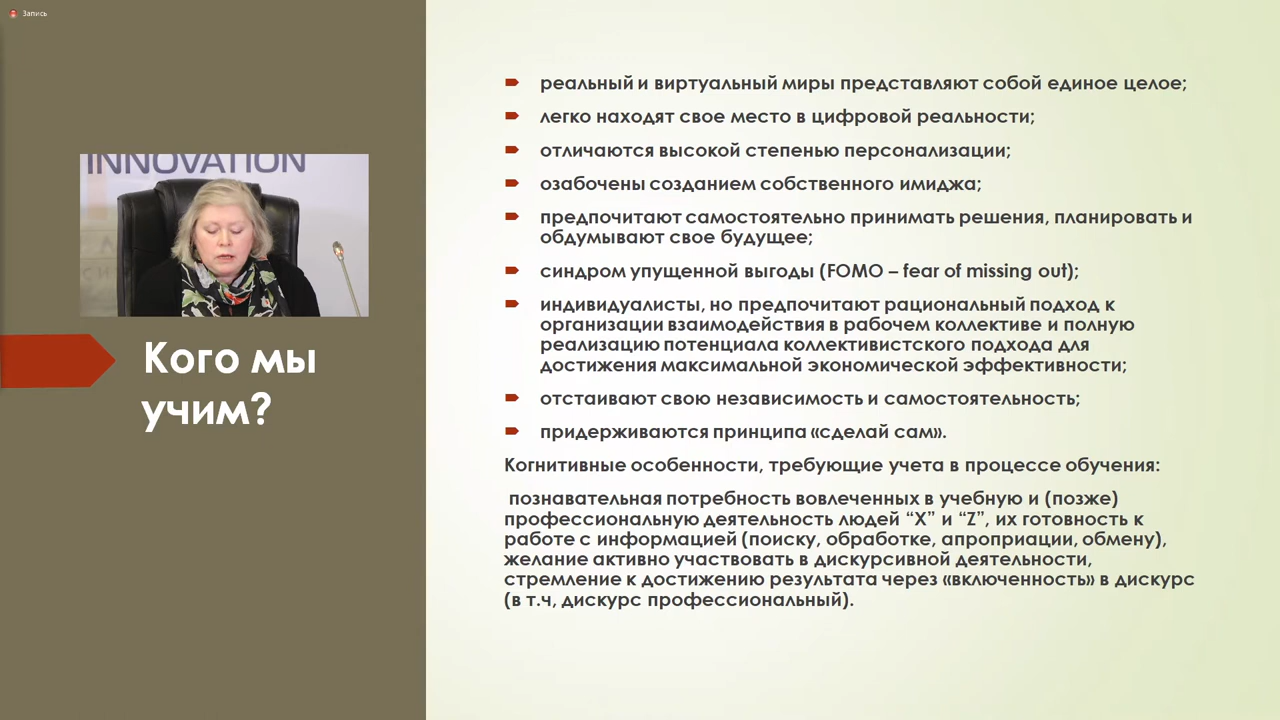 Запись
INNOVATION
Кого мы
учим?
реальный и виртуальный миры представляют собой единое целое;
легко находят свое место в цифровой реальности;
отличаются высокой степенью персонализации;
озабочены созданием собственного имиджа;
предпочитают самостоятельно принимать решения, планировать и
обдумывают свое будущее;
синдром упущенной выгоды (FOMO – fear of missing out);
индивидуалисты, но предпочитают рациональный подход к
организации взаимодействия в рабочем коллективе и полную
реализацию потенциала коллективистского подхода для
достижения максимальной экономической эффективности;
отстаивают свою независимость и самостоятельность;
придерживаются принципа «сделай сам».
Когнитивные особенности, требующие учета в процессе обучения:
познавательная потребность вовлеченных в учебную и (позже)
профессиональную деятельность людей “X” и “Z”, их готовность к
работе с информацией (поиску, обработке, апроприации, обмену),
желание активно участвовать в дискурсивной деятельности,
стремление к достижению результата через «включенность» в дискурс
(в т.ч, дискурс профессиональный).